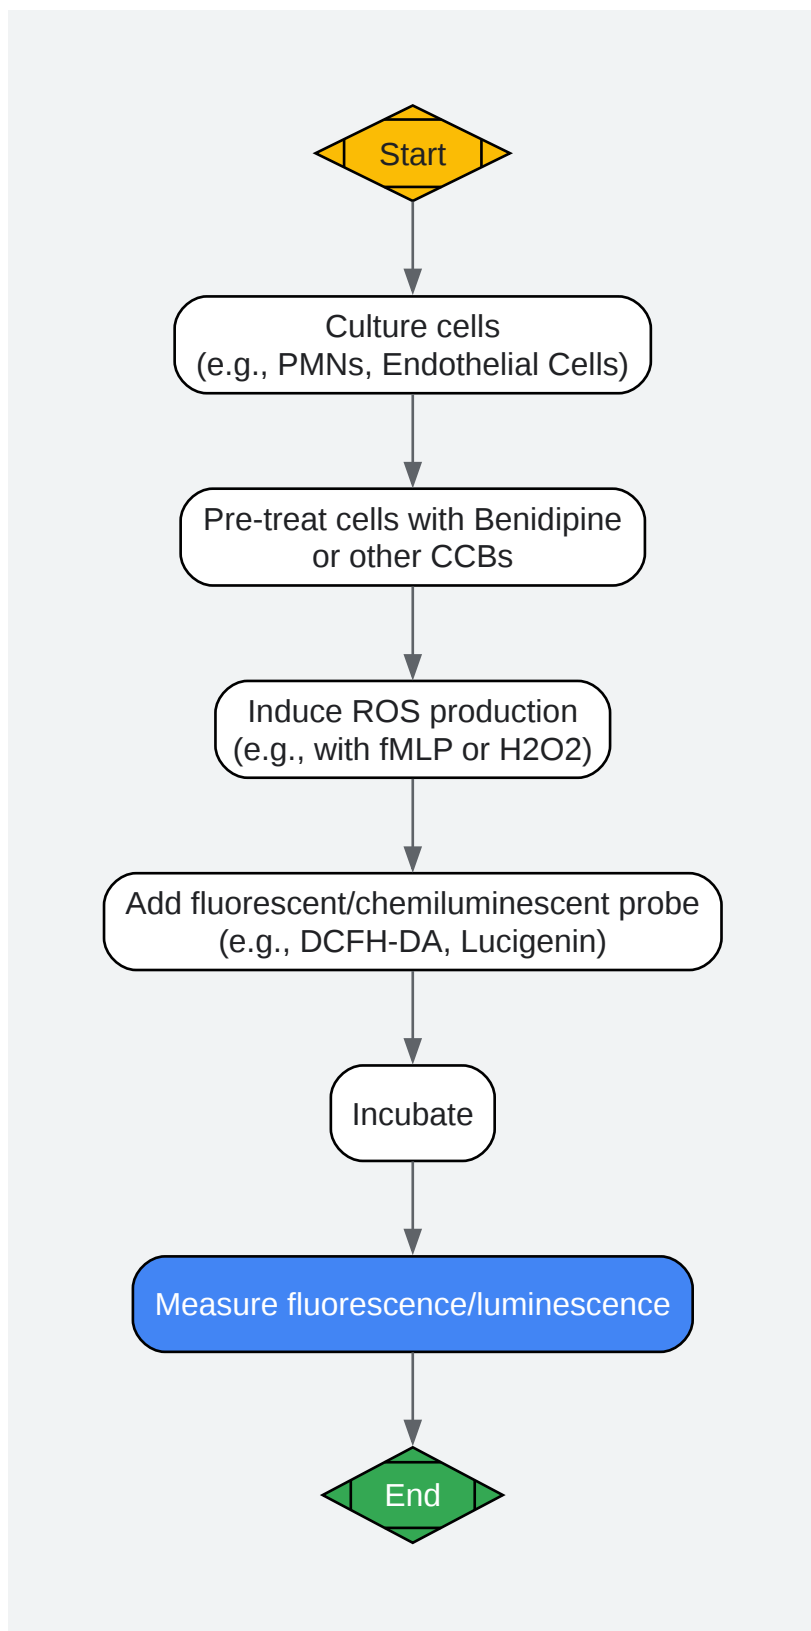 Start
Culture cells
(e.g., PMNs, Endothelial Cells)
Pre-treat cells with Benidipine
or other CCBs
Induce ROS production
(e.g., with fMLP or H2O2)
Add fluorescent/chemiluminescent probe
(e.g., DCFH-DA, Lucigenin)
Incubate
Measure fluorescence/luminescence
End